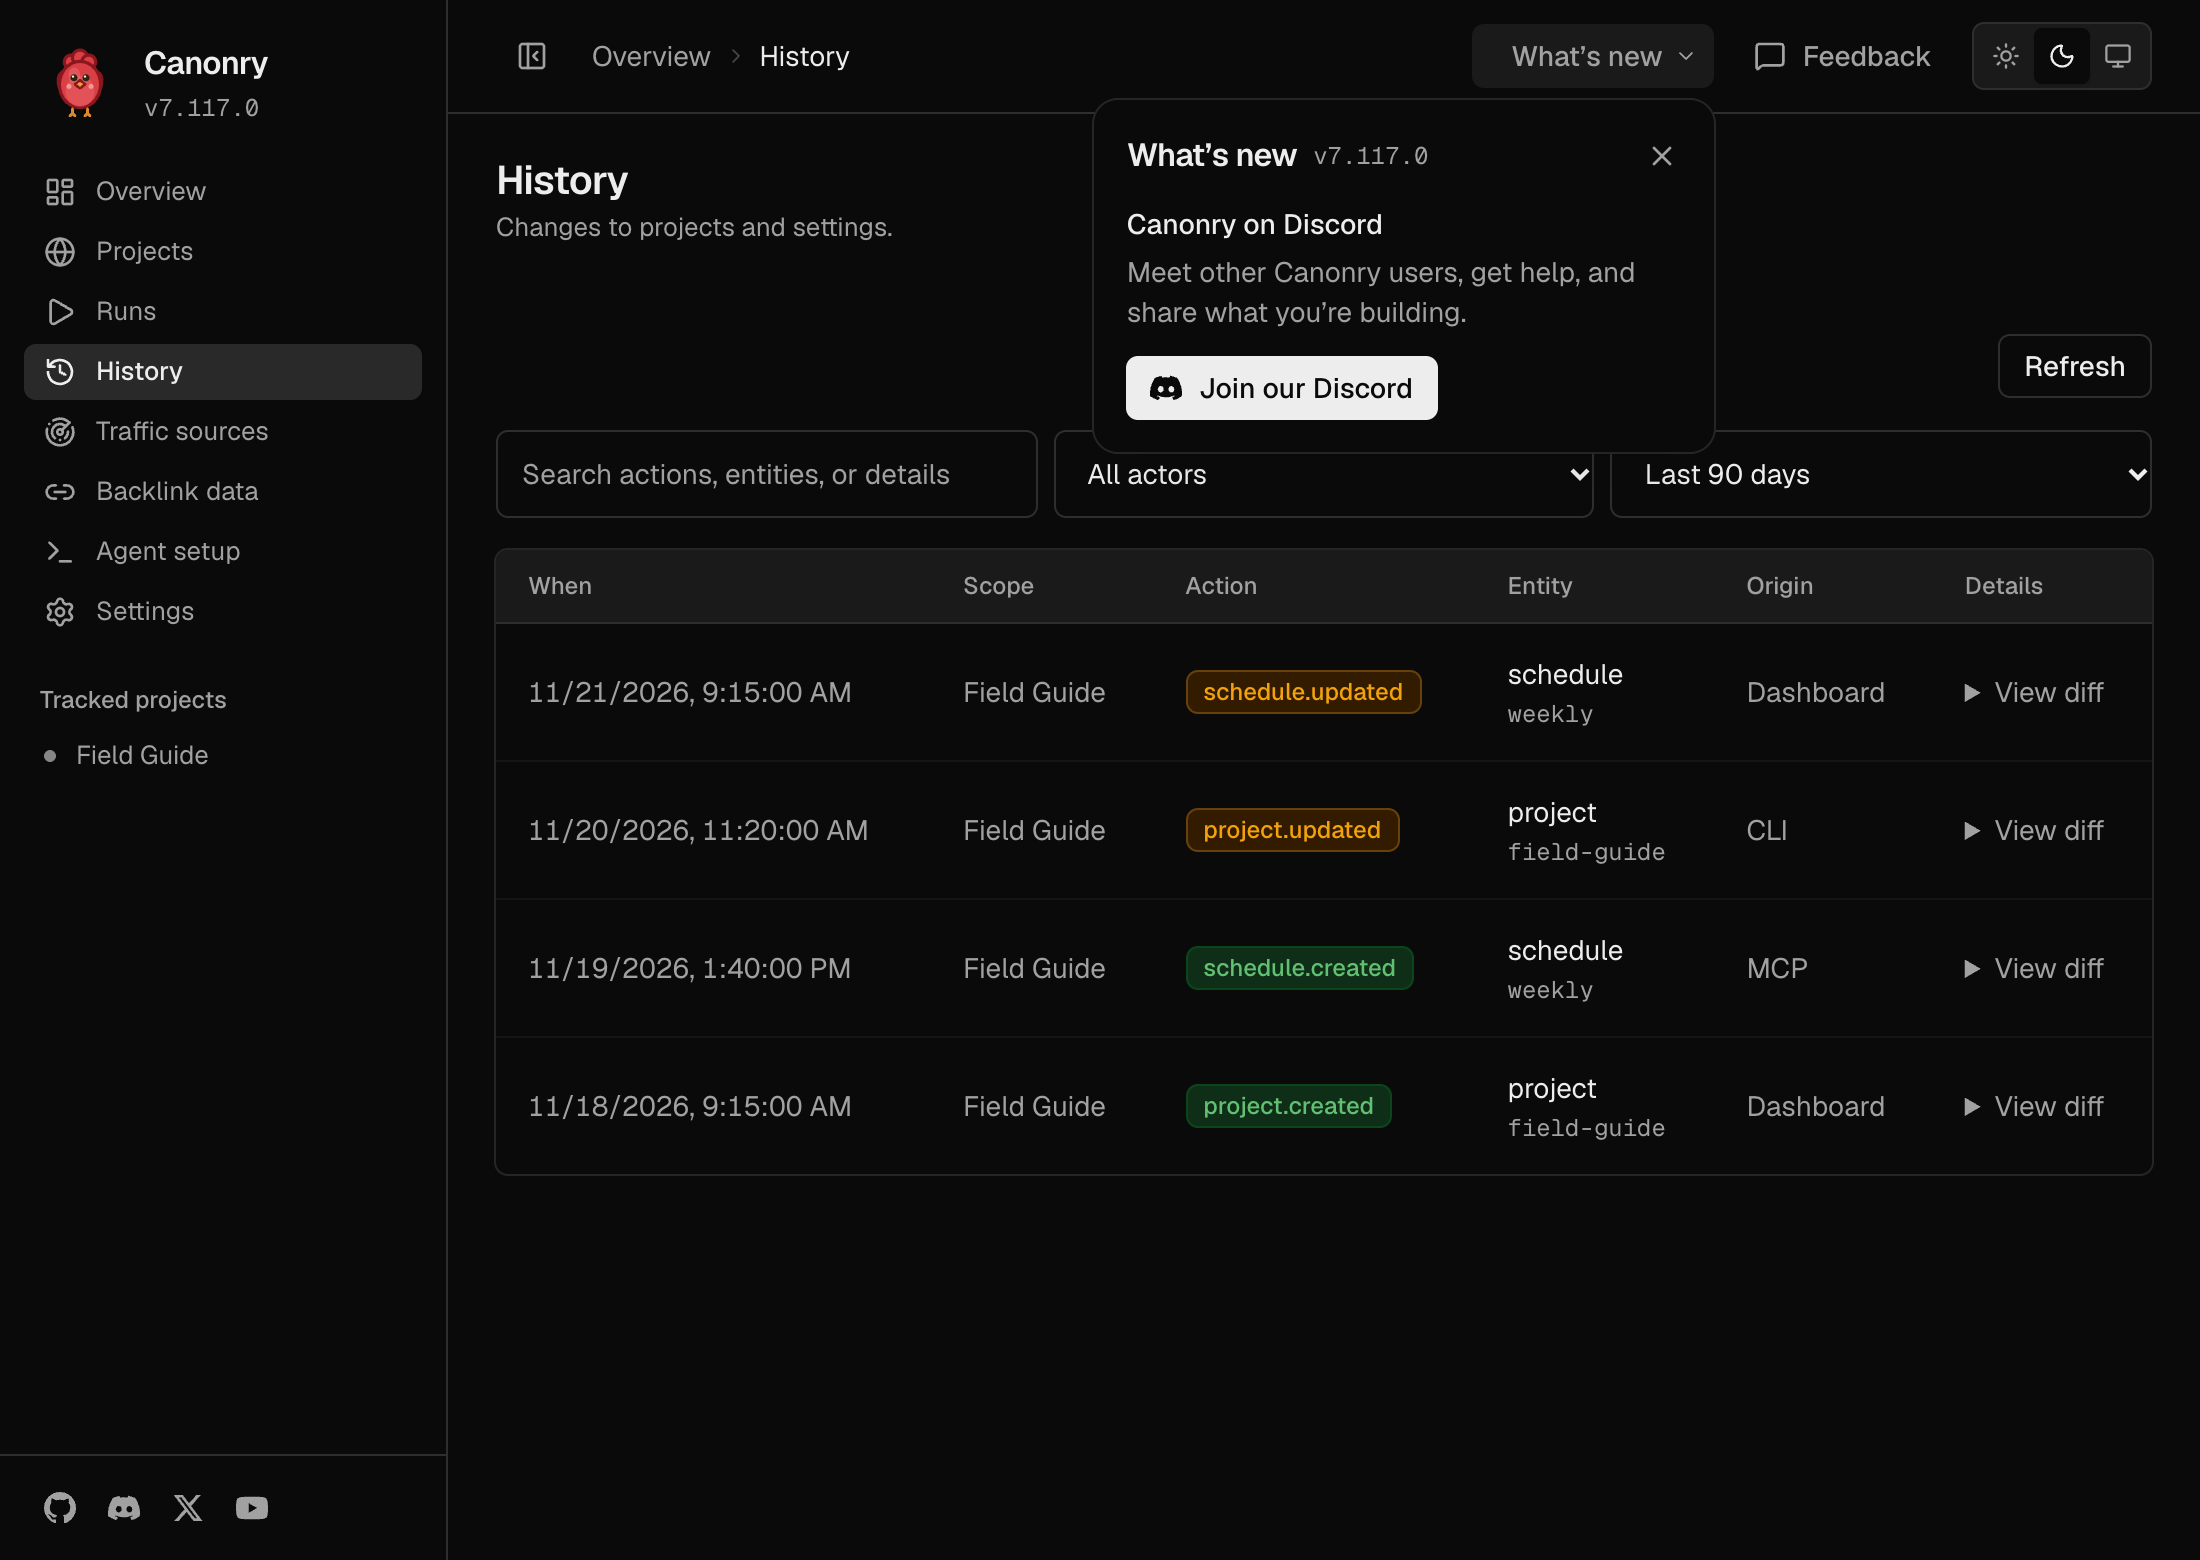 Canonry
v7.117.0
Overview
Projects
Runs
History
Traffic sources
Backlink data
Agent setup
Settings
Tracked projects
Field Guide
Overview > History
What’s new
Feedback
History
Changes to projects and settings.
What’s new v7.117.0
Canonry on Discord
Meet other Canonry users, get help, and
share what you’re building.
Join our Discord
Refresh
Search actions, entities, or details
All actors
Last 90 days
When Scope Action Entity Origin Details
11/21/2026, 9:15:00 AM Field Guide schedule.updated schedule Dashboard View diff
weekly
11/20/2026, 11:20:00 AM Field Guide project.updated project CLI View diff
field-guide
11/19/2026, 1:40:00 PM Field Guide schedule.created schedule MCP View diff
weekly
11/18/2026, 9:15:00 AM Field Guide project.created project Dashboard View diff
field-guide